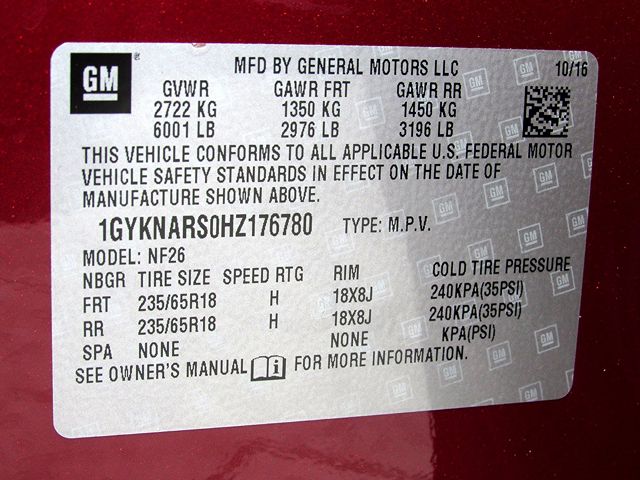 GM MFD BY GENERAL MOTORS LLC 10/16
GVWR GAWR FRT GAWR RR
2722 KG 1350 KG 1450 KG
6001 LB 2976 LB 3196 LB
THIS VEHICLE CONFORMS TO ALL APPLICABLE U.S. FEDERAL MOTOR
VEHICLE SAFETY STANDARDS IN EFFECT ON THE DATE OF
MANUFACTURE SHOWN ABOVE.
1GYKNARS0HZ176780 TYPE: M.P.V.
MODEL: NF26
NBGR TIRE SIZE SPEED RTG RIM COLD TIRE PRESSURE
FRT 235/65R18 H 18X8J 240KPA(35PSI)
RR 235/65R18 H 18X8J 240KPA(35PSI)
SPA NONE NONE KPA(PSI)
SEE OWNER'S MANUAL FOR MORE INFORMATION.